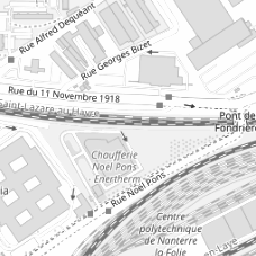 Rue Alfred Dequéant
Rue Georges Bizet
Rue du 11 Novembre 1918
Saint-Lazare au Havre
Pont de
Chaufferie
Noël Pons
Enertherm
Rue Noël Pons
Centre
polytechnique
de Nanterre
la Folie